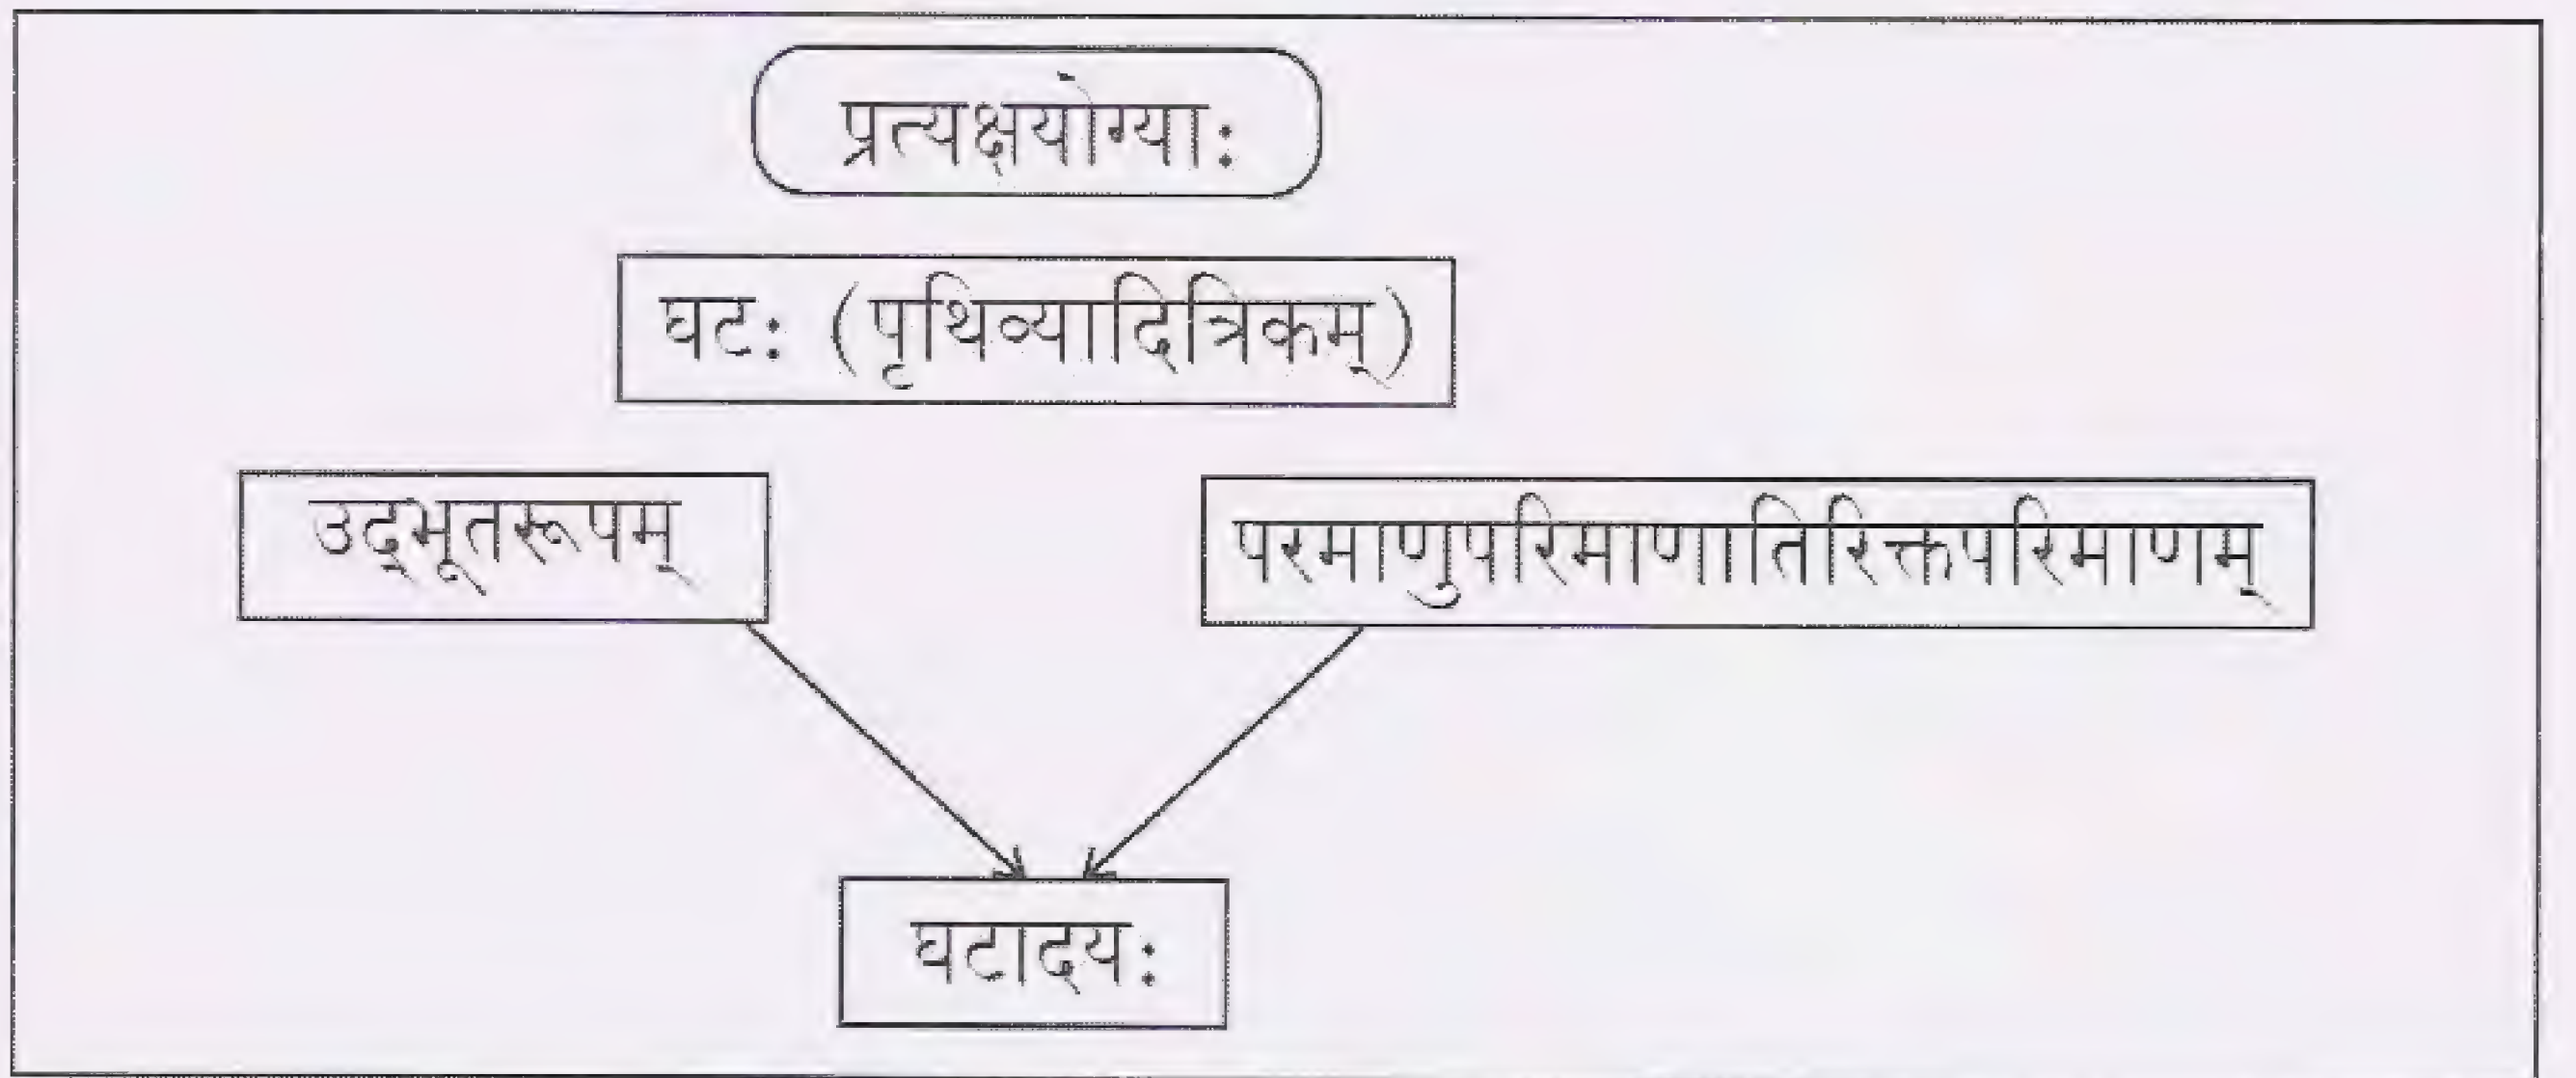 प्रत्यक्षयोग्याः
घटः (पृथिव्यादित्रिकम्)
उद्‌भूतरूपम्
परमाणुपरिमाणातिरिक्तपरिमाणम्
घटादयः